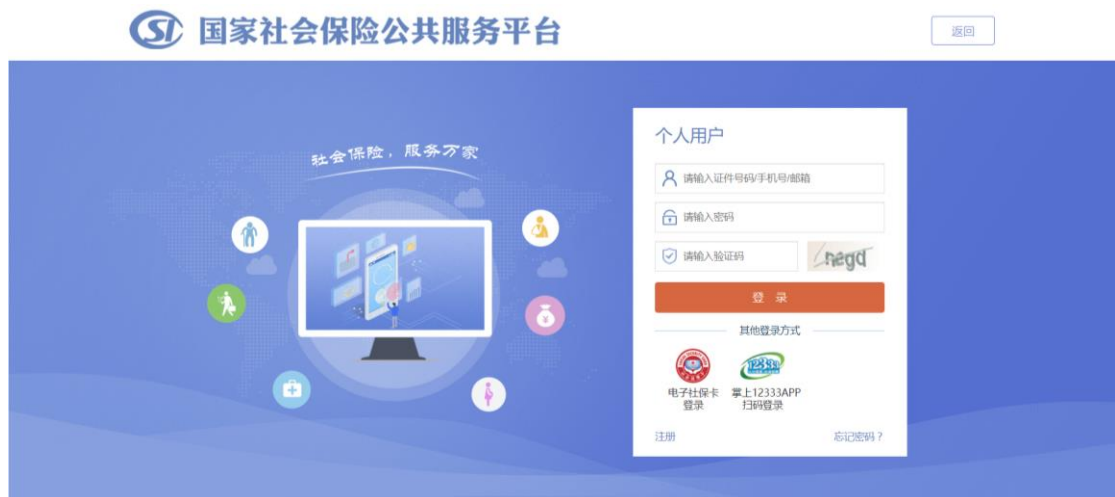 国家社会保险公共服务平台
返回
社会保险，服务万家
个人用户
请输入证件号码/手机号/邮箱
请输入密码
请输入验证码
negd
登 录
其他登录方式
12333
电子社保卡
登录
掌上12333APP
扫码登录
注册
忘记密码？